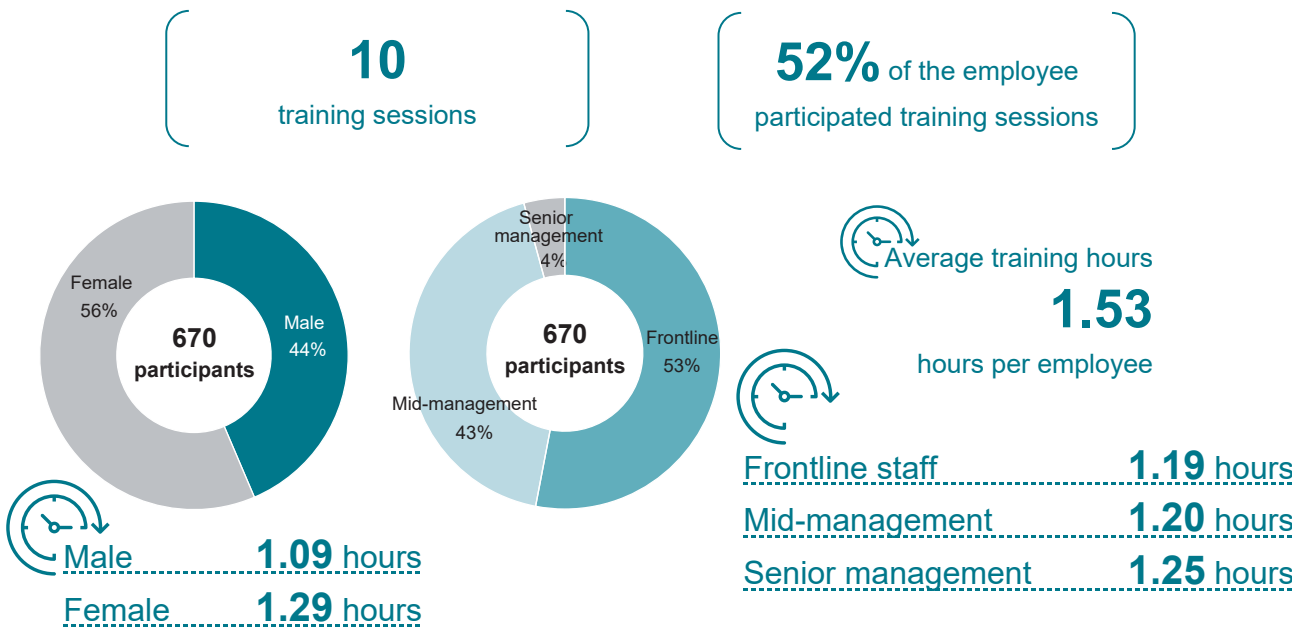 10
training sessions
52% of the employee
participated training sessions
Female
56%
Male
44%
670
participants
Senior
management
4%
Frontline
53%
Mid-management
43%
670
participants
Average training hours
1.53
hours per employee
Male 1.09 hours
Female 1.29 hours
Frontline staff 1.19 hours
Mid-management 1.20 hours
Senior management 1.25 hours